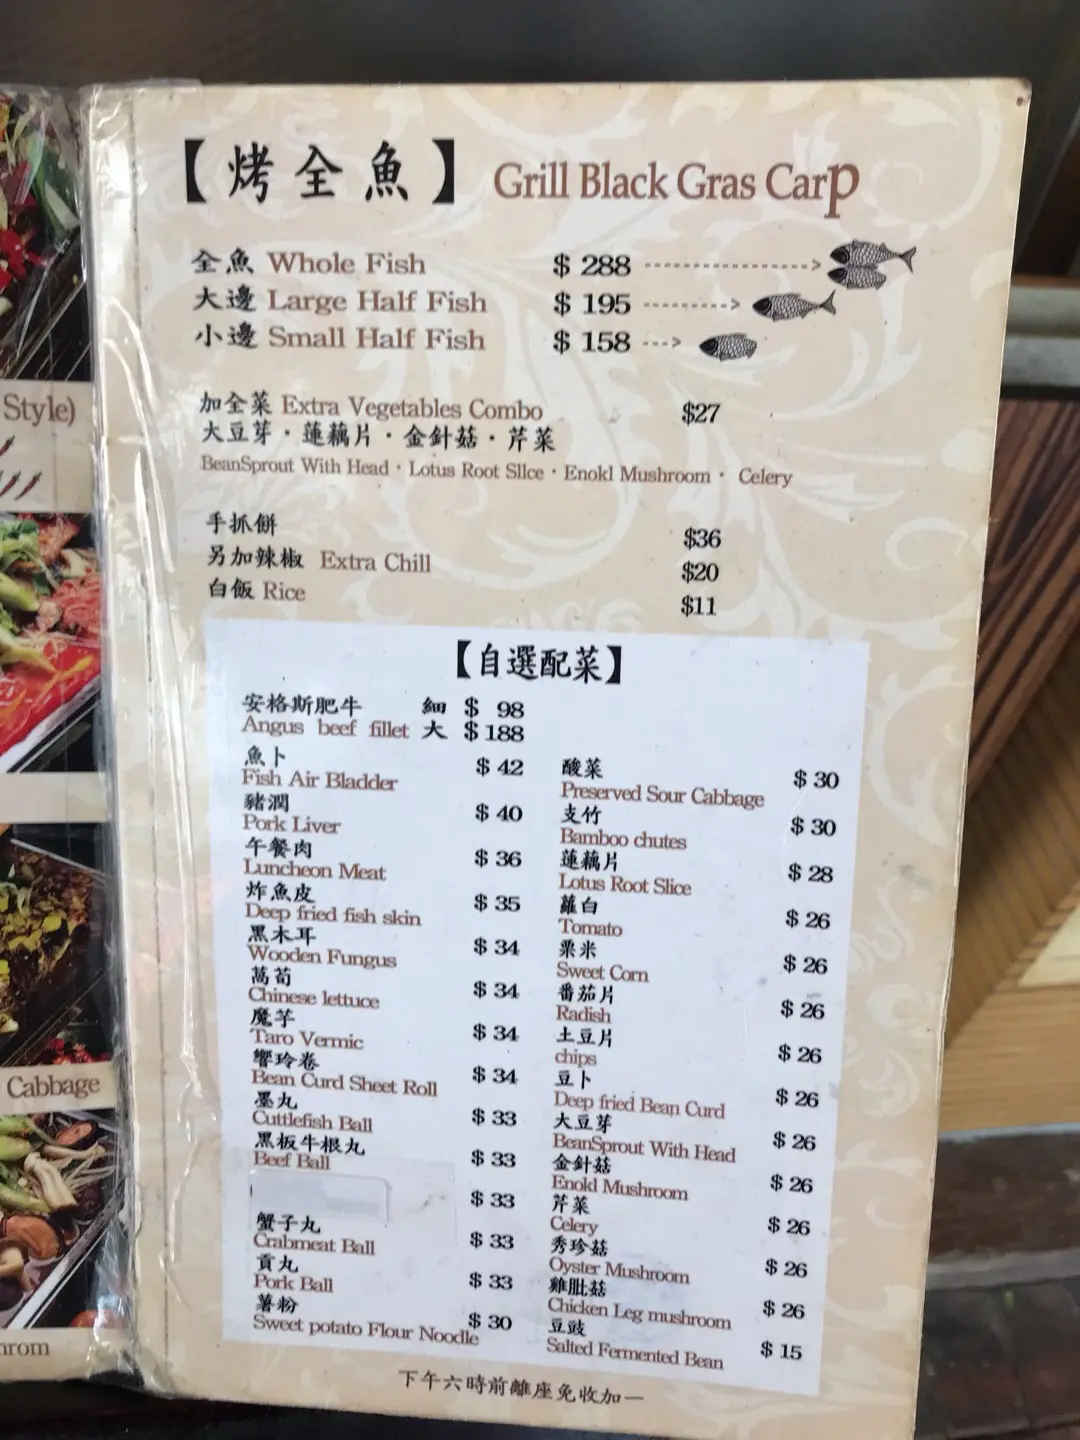 【烤全魚】 Grill Black Gras Carp
全魚 Whole Fish $ 288
大邊 Large Half Fish $ 195
小邊 Small Half Fish $ 158
加全菜 Extra Vegetables Combo $27
大豆芽·蓮藕片·金針菇·芹菜
BeanSprout With Head · Lotus Root Slice · Enokl Mushroom · Celery
手抓餅 $36
另加辣椒 Extra Chill $20
白飯 Rice $11
【自選配菜】
安格斯肥牛 細 $ 98
Angus beef fillet 大 $ 188
魚卜 $ 42
Fish Air Bladder
豬潤 $ 40
Pork Liver
午餐肉 $ 36
Luncheon Meat
炸魚皮 $ 35
Deep fried fish skin
黑木耳 $ 34
Wooden Fungus
萵荀 $ 34
Chinese lettuce
魔芋 $ 34
Taro Vermic
響玲卷 $ 34
Bean Curd Sheet Roll
墨丸 $ 33
Cuttlefish Ball
黑板牛根丸 $ 33
Beef Ball
$ 33
蟹子丸 $ 33
Crabmeat Ball
貢丸 $ 33
Pork Ball
薯粉 $ 30
Sweet potato Flour Noodle
酸菜 $ 30
Preserved Sour Cabbage
支竹 $ 30
Bamboo chutes
蓮藕片 $ 28
Lotus Root Slice
蘿白 $ 26
Tomato
粟米 $ 26
Sweet Corn
番茄片 $ 26
Radish
土豆片 $ 26
chips
豆卜 $ 26
Deep fried Bean Curd
大豆芽 $ 26
BeanSprout With Head
金針菇 $ 26
Enokl Mushroom
芹菜 $ 26
Celery
秀珍菇 $ 26
Oyster Mushroom
雞肶菇 $ 26
Chicken Leg mushroom
豆豉 $ 15
Salted Fermented Bean
下午六時前離座免收加一
Style)
Cabbage